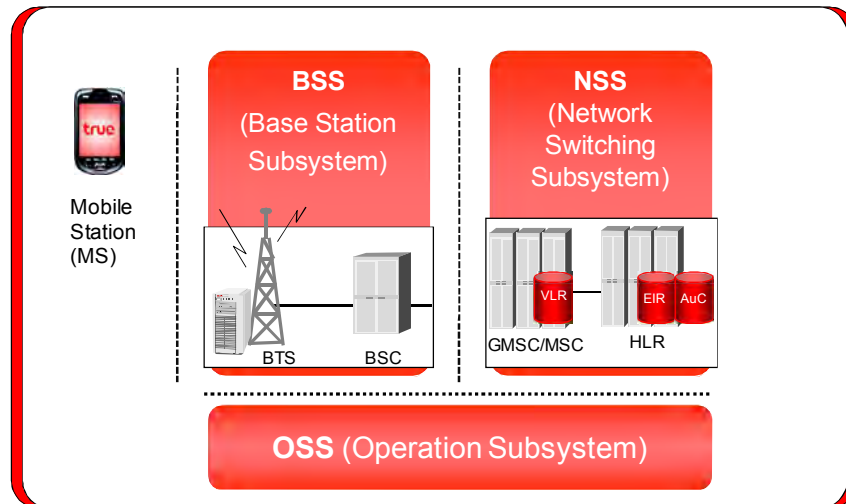 true
Mobile
Station
(MS)
BSS
(Base Station
Subsystem)
BTS
BSC
NSS
(Network
Switching
Subsystem)
VLR
EIR
AuC
GMSC/MSC
HLR
OSS (Operation Subsystem)